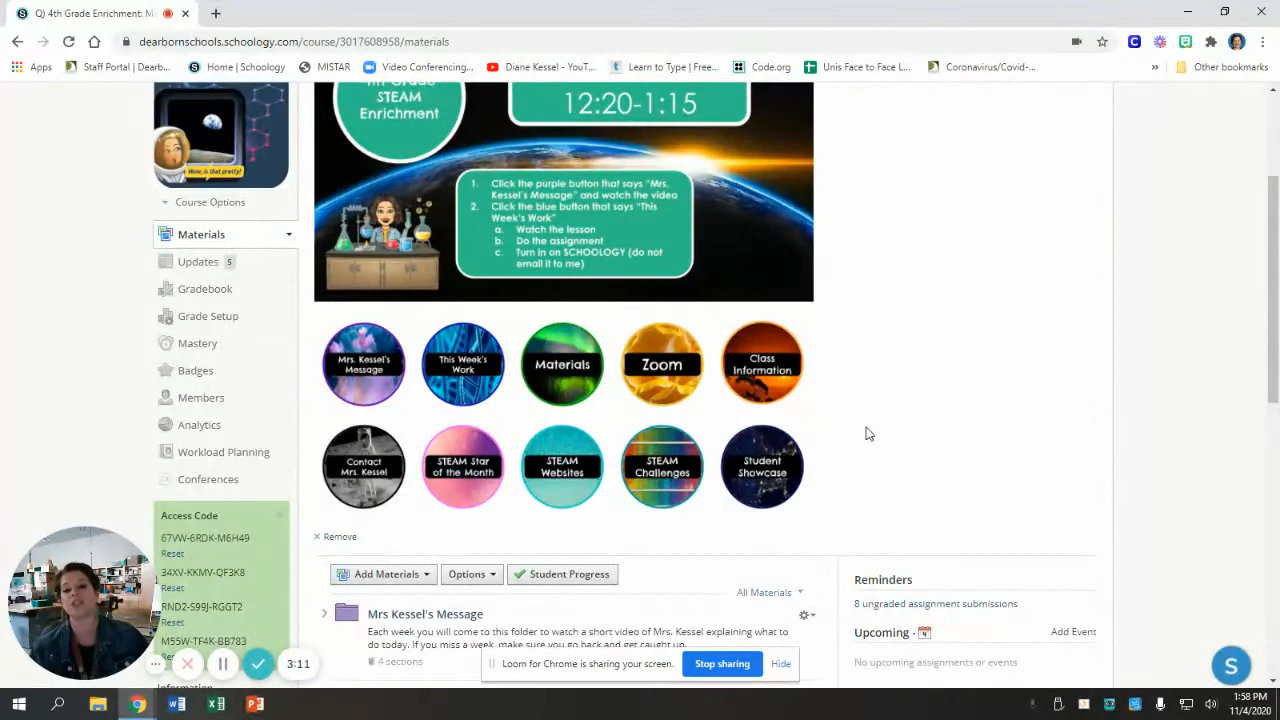 Q) 4th Grade Enrichment: M
dearbornschools.schoology.com/course/3017608958/materials
Apps
Staff Portal | Dearb...
Home | Schoology
MISTAR
Video Conferencing...
Diane Kessel - YouT...
Learn to Type | Free...
Code.org
Unis Face to Face L...
Coronavirus/Covid-...
»
Other bookmarks
Wow, is that pretty!
Course Options
Materials
Updates 5
Gradebook
Grade Setup
Mastery
Badges
Members
Analytics
Workload Planning
Conferences
Access Code
67VW-6RDK-M6H49
Reset
34XV-KKMV-QF3K8
Reset
RND2-S99J-RGGT2
Reset
M55W-TF4K-BB783
Information
4th Grade
STEAM
Enrichment
12:20-1:15
1. Click the purple button that says "Mrs.
Kessel's Message" and watch the video
2. Click the blue button that says "This
Week's Work"
a. Watch the lesson
b. Do the assignment
c. Turn in on SCHOOLOGY (do not
email it to me)
Mrs. Kessel's
Message
This Week's
Work
Materials
Zoom
Class
Information
Contact
Mrs. Kessel
STEAM Star
of the Month
STEAM
Websites
STEAM
Challenges
Student
Showcase
Remove
Add Materials
Options
Student Progress
All Materials
Mrs Kessel's Message
Each week you will come to this folder to watch a short video of Mrs. Kessel explaining what to
do today. If you miss a week, make sure you go back and get caught up.
4 sections
Reminders
8 ungraded assignment submissions
Upcoming · 4
Add Event
No upcoming assignments or events
3:11
Loom for Chrome is sharing your screen.
Stop sharing
Hide
S
1:58 PM
11/4/2020